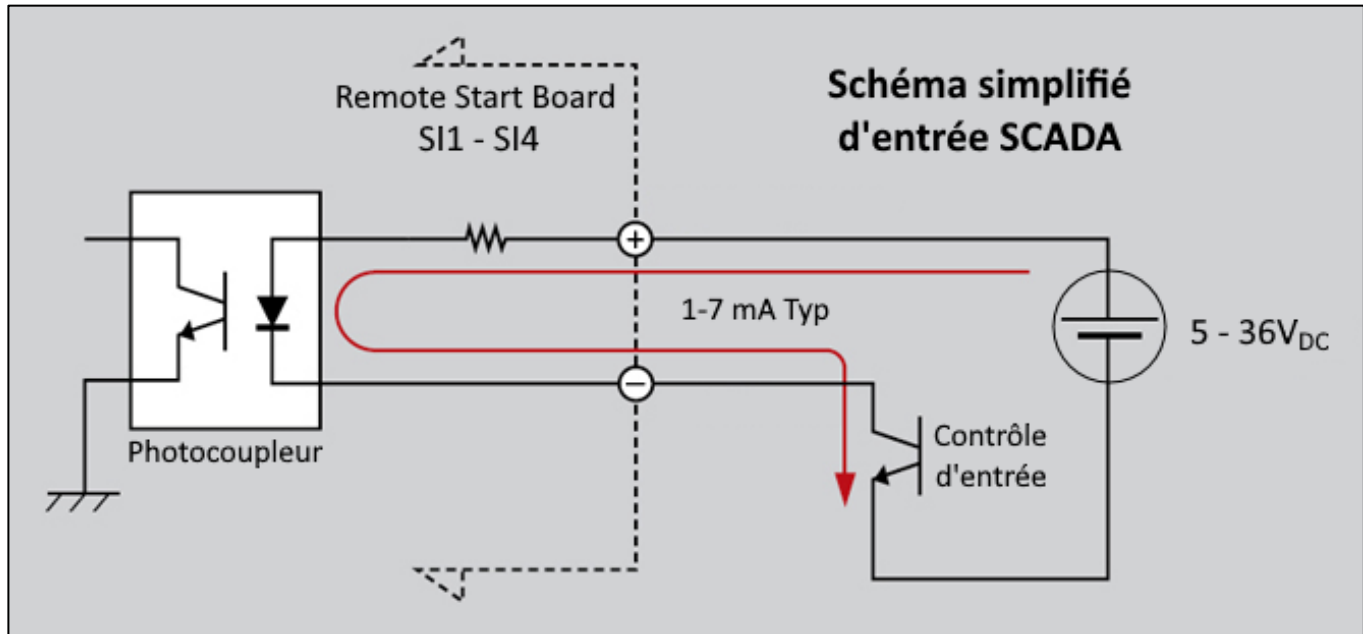 Schéma simplifié
d'entrée SCADA
Remote Start Board
SI1 - SI4
+
1-7 mA Typ
5 - 36VDC
−
Contrôle
d'entrée
Photocoupleur